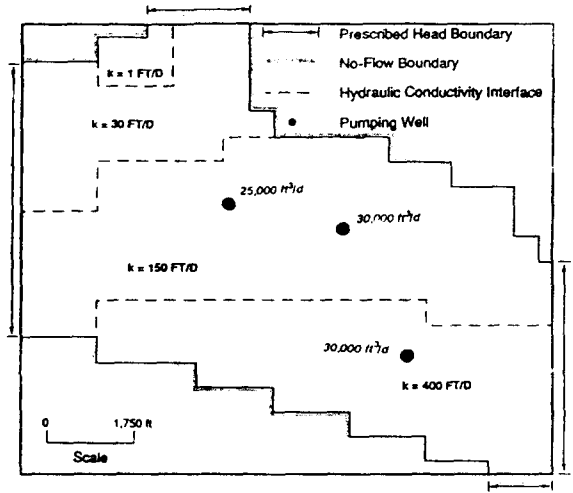 Prescribed Head Boundary
No-Flow Boundary
Hydraulic Conductivity Interface
Pumping Well
k = 1 FT/D
k = 30 FT/D
25,000 ft³/d
30,000 ft³/d
k = 150 FT/D
30,000 ft³/d
k = 400 FT/D
0 1,750 ft
Scale